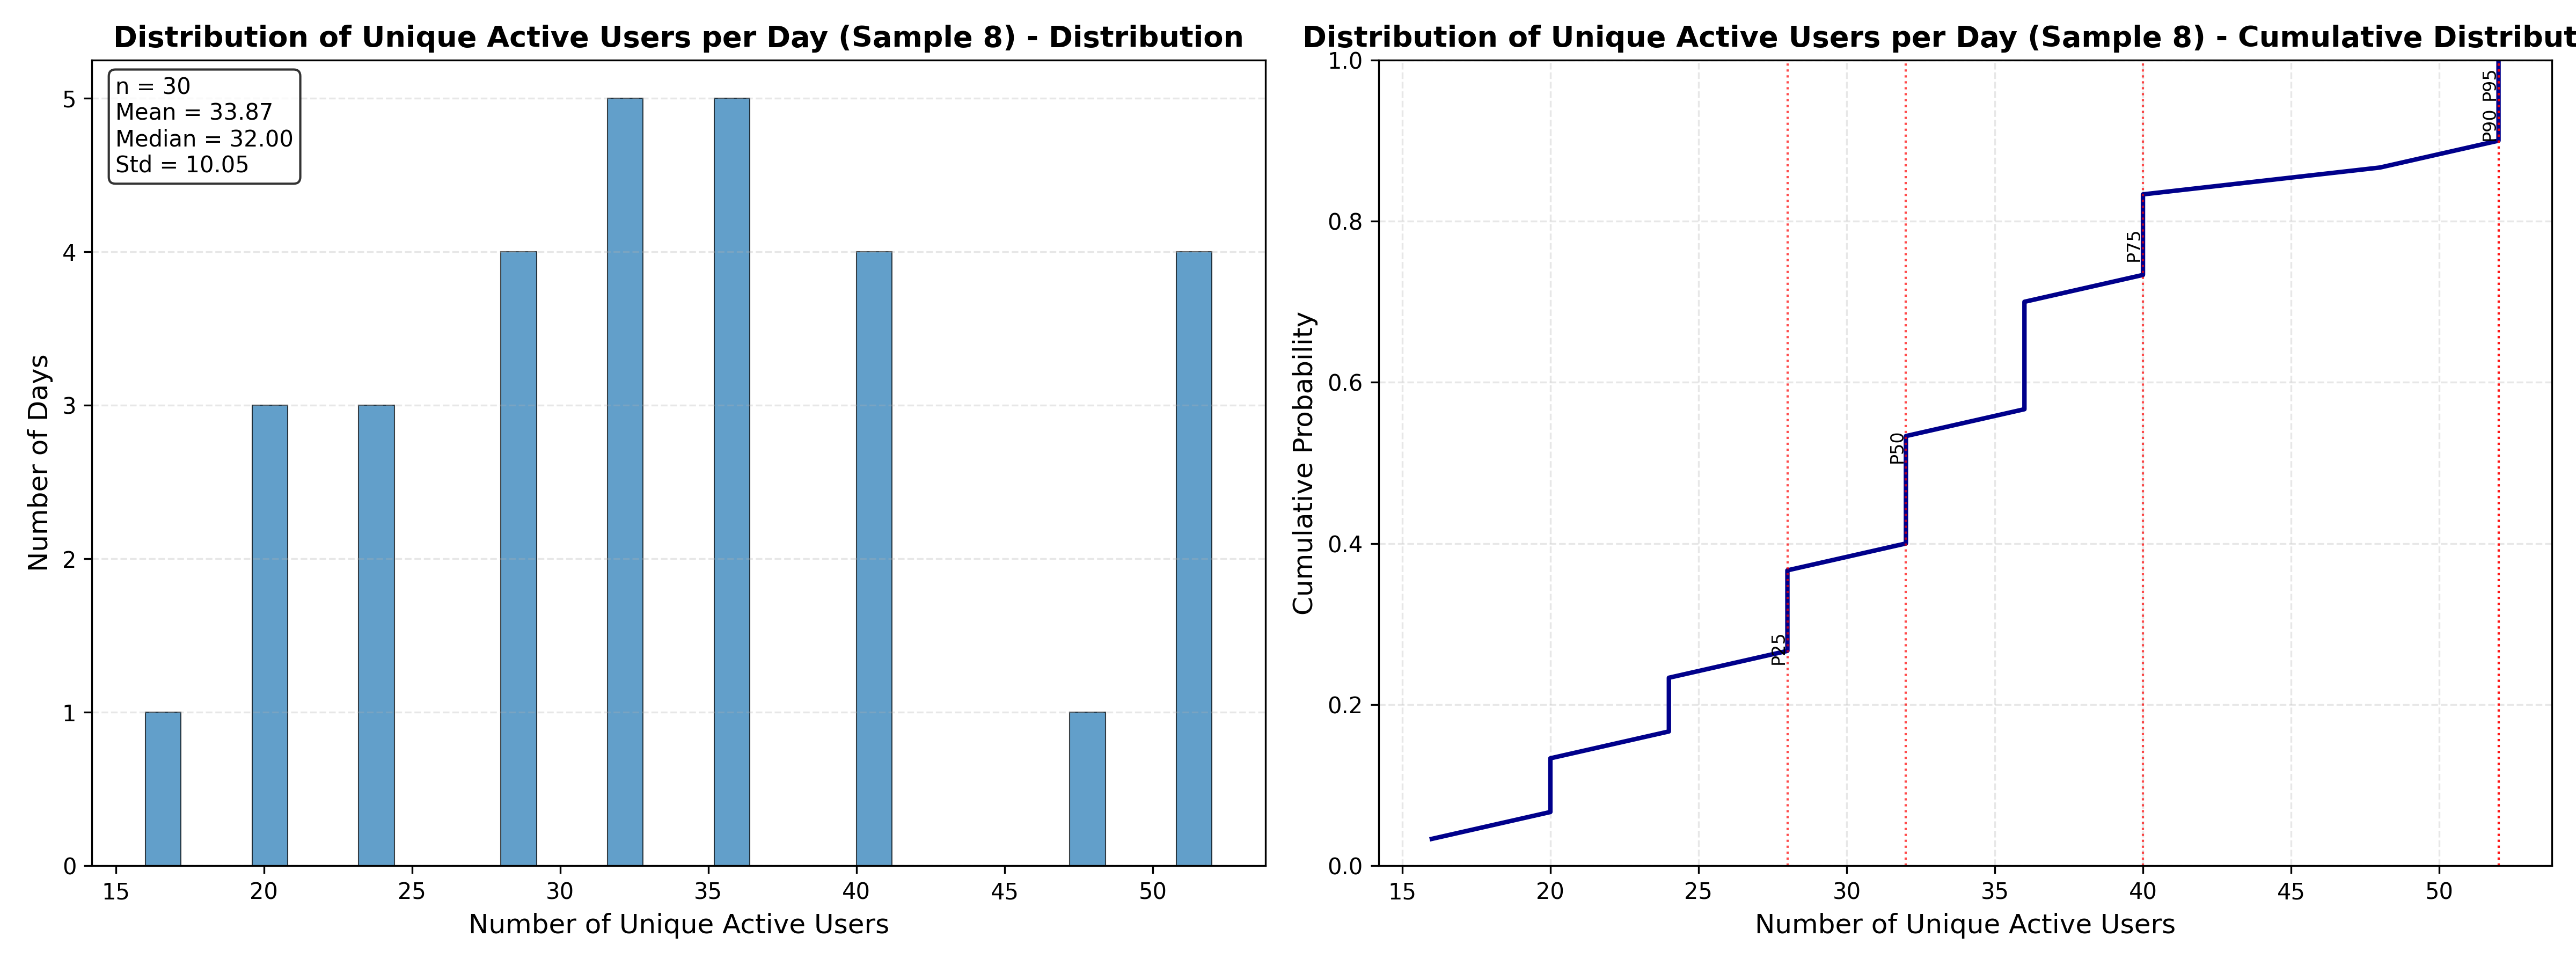 Distribution of Unique Active Users per Day (Sample 8) - Distribution
n = 30
Mean = 33.87
Median = 32.00
Std = 10.05
Number of Days
5
4
3
2
1
0
15 20 25 30 35 40 45 50
Number of Unique Active Users
Distribution of Unique Active Users per Day (Sample 8) - Cumulative Distribut
Cumulative Probability
1.0
0.8
0.6
0.4
0.2
0.0
P25
P50
P75
P90
P95
15 20 25 30 35 40 45 50
Number of Unique Active Users